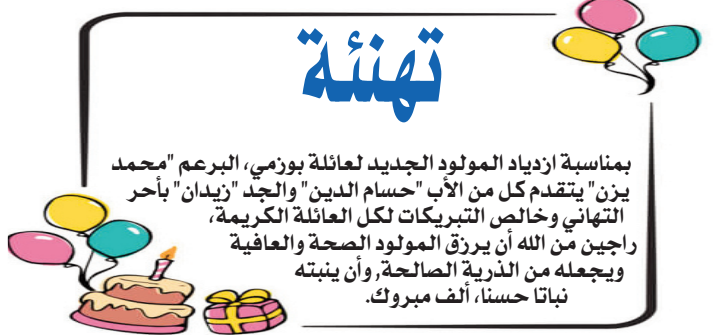 تهنئة
بمناسبة ازدياد المولود الجديد لعائلة بوزمي، البرعم "محمد
يزن" يتقدم كل من الأب "حسام الدين" والجد "زيدان" بأحر
التهاني وخالص التبريكات لكل العائلة الكريمة،
راجين من الله أن يرزق المولود الصحة والعافية
ويجعله من الذرية الصالحة, وأن ينبته
نباتا حسنا، ألف مبروك.